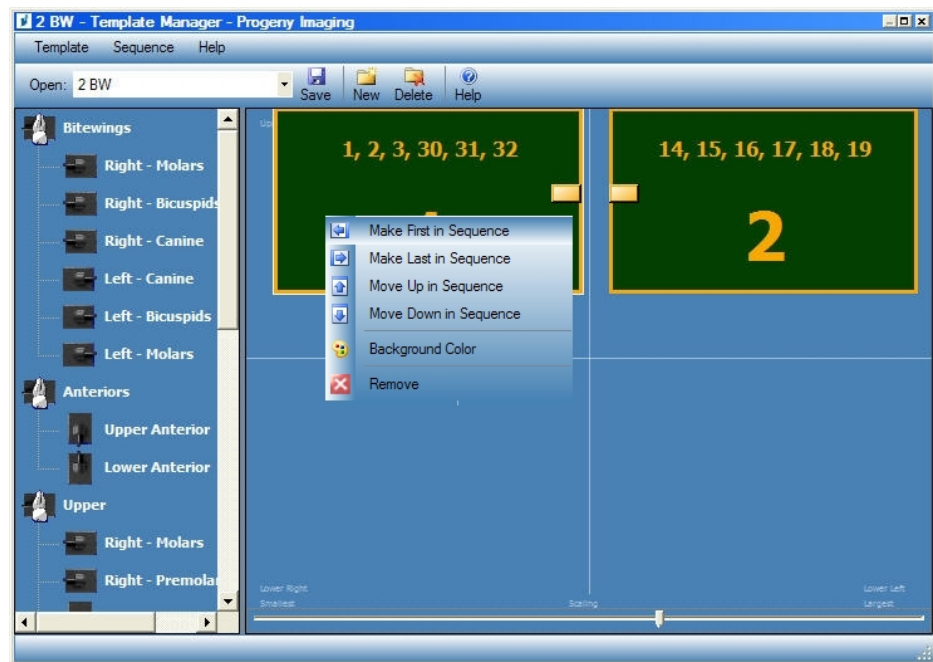 2 BW - Template Manager - Progeny Imaging
Template Sequence Help
Open: 2 BW
Save New Delete Help
Bitewings
Right - Molars
Right - Bicuspids
Right - Canine
Left - Canine
Left - Bicuspids
Left - Molars
Anteriors
Upper Anterior
Lower Anterior
Upper
Right - Molars
Right - Premolar
Up
1, 2, 3, 30, 31, 32
14, 15, 16, 17, 18, 19
2
Make First in Sequence
Make Last in Sequence
Move Up in Sequence
Move Down in Sequence
Background Color
Remove
Lower Right
Lower Left
Smallest
Scaling
Largest